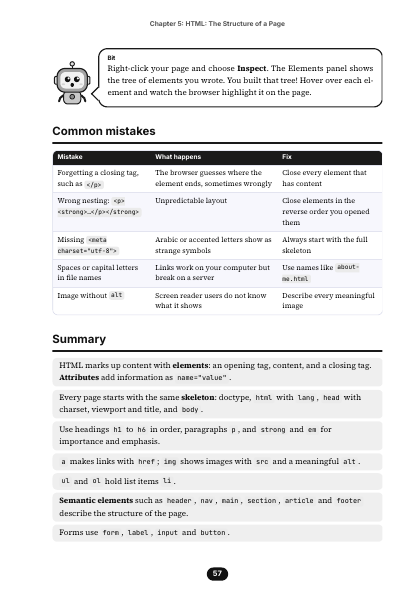 Chapter 5: HTML: The Structure of a Page
Bit
Right-click your page and choose Inspect. The Elements panel shows
the tree of elements you wrote. You built that tree! Hover over each el-
ement and watch the browser highlight it on the page.
Common mistakes
Mistake What happens Fix
Forgetting a closing tag, The browser guesses where the Close every element that
such as </p> element ends, sometimes wrongly has content
Wrong nesting: <p> Unpredictable layout Close elements in the
<strong>…</p></strong> reverse order you opened
them
Missing <meta Arabic or accented letters show as Always start with the full
charset="utf-8"> strange symbols skeleton
Spaces or capital letters Links work on your computer but Use names like about-
in file names break on a server me.html
Image without alt Screen reader users do not know Describe every meaningful
what it shows image
Summary
HTML marks up content with elements: an opening tag, content, and a closing tag.
Attributes add information as name="value" .
Every page starts with the same skeleton: doctype, html with lang , head with
charset, viewport and title, and body .
Use headings h1 to h6 in order, paragraphs p , and strong and em for
importance and emphasis.
a makes links with href ; img shows images with src and a meaningful alt .
ul and ol hold list items li .
Semantic elements such as header , nav , main , section , article and footer
describe the structure of the page.
Forms use form , label , input and button .
57